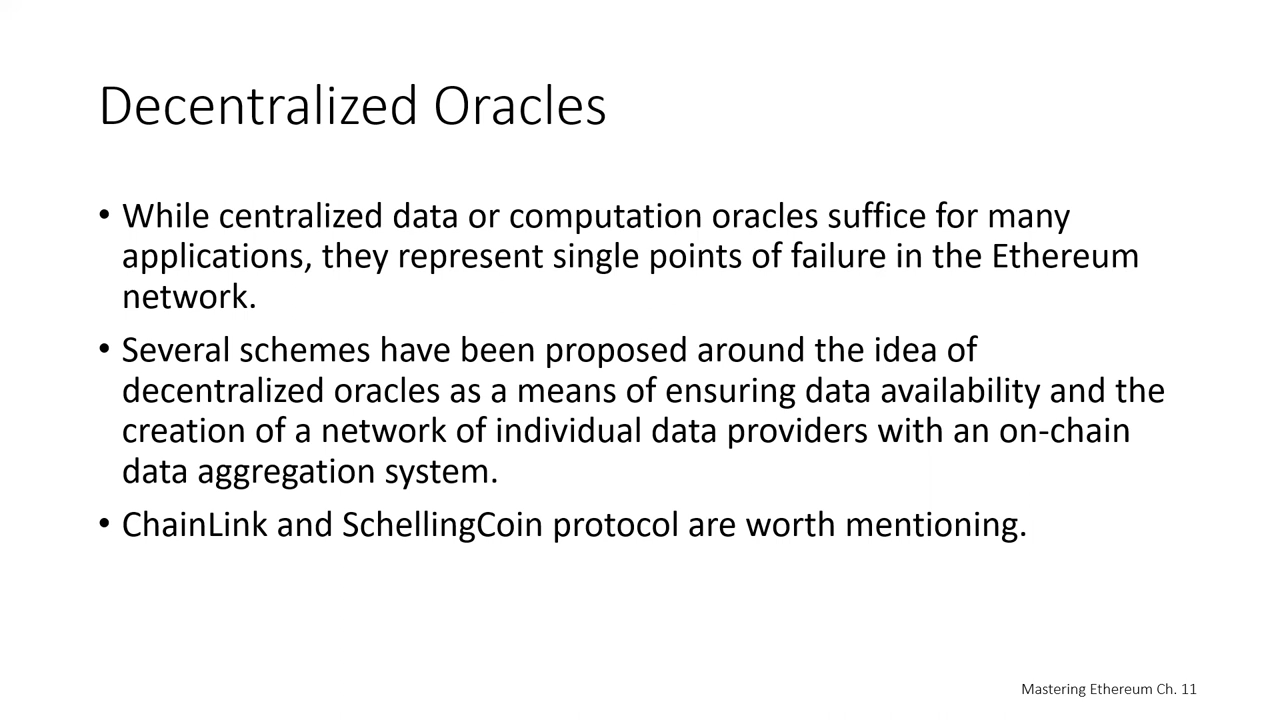 Decentralized Oracles
• While centralized data or computation oracles suffice for many
applications, they represent single points of failure in the Ethereum
network.
• Several schemes have been proposed around the idea of
decentralized oracles as a means of ensuring data availability and the
creation of a network of individual data providers with an on-chain
data aggregation system.
• ChainLink and SchellingCoin protocol are worth mentioning.
Mastering Ethereum Ch. 11